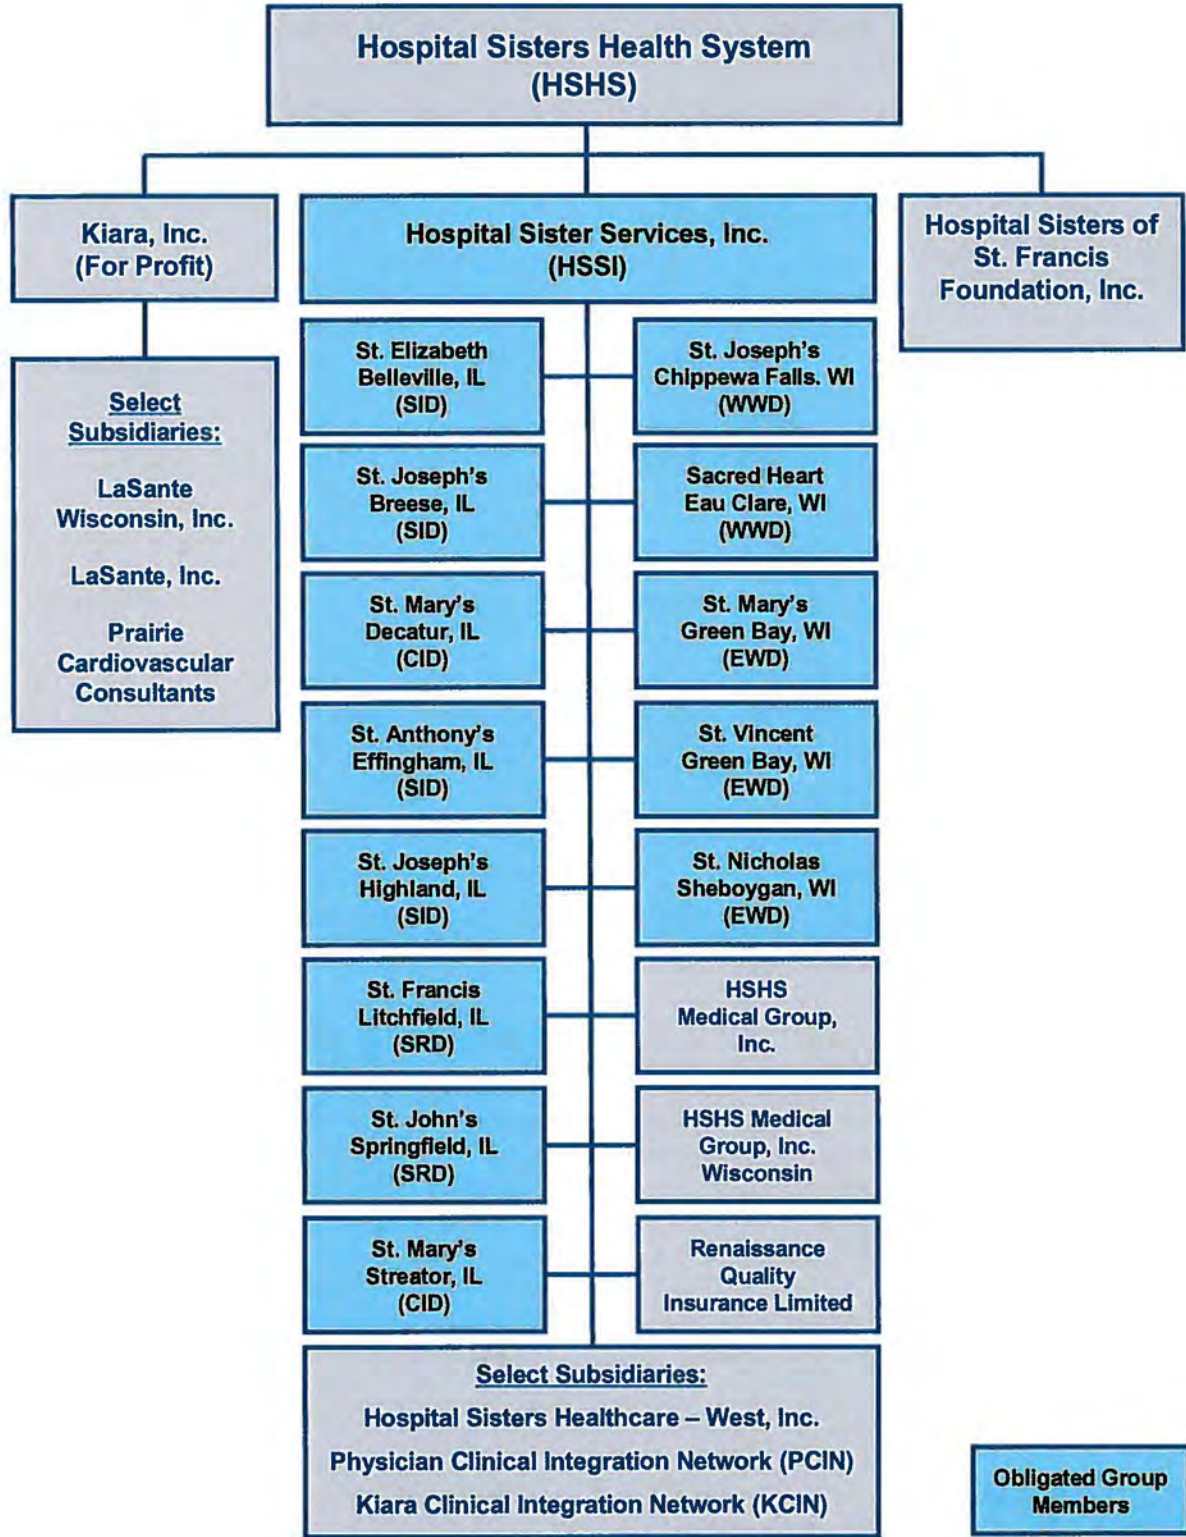 Hospital Sisters Health System
(HSHS)
Kiara, Inc.
(For Profit)
Hospital Sister Services, Inc.
(HSSI)
Hospital Sisters of
St. Francis
Foundation, Inc.
Select
Subsidiaries:
LaSante
Wisconsin, Inc.
LaSante, Inc.
Prairie
Cardiovascular
Consultants
St. Elizabeth
Belleville, IL
(SID)
St. Joseph's
Chippewa Falls. WI
(WWD)
St. Joseph's
Breese, IL
(SID)
Sacred Heart
Eau Clare, WI
(WWD)
St. Mary's
Decatur, IL
(CID)
St. Mary's
Green Bay, WI
(EWD)
St. Anthony's
Effingham, IL
(SID)
St. Vincent
Green Bay, WI
(EWD)
St. Joseph's
Highland, IL
(SID)
St. Nicholas
Sheboygan, WI
(EWD)
St. Francis
Litchfield, IL
(SRD)
HSHS
Medical Group,
Inc.
St. John's
Springfield, IL
(SRD)
HSHS Medical
Group, Inc.
Wisconsin
St. Mary's
Streator, IL
(CID)
Renaissance
Quality
Insurance Limited
Select Subsidiaries:
Hospital Sisters Healthcare – West, Inc.
Physician Clinical Integration Network (PCIN)
Kiara Clinical Integration Network (KCIN)
Obligated Group
Members